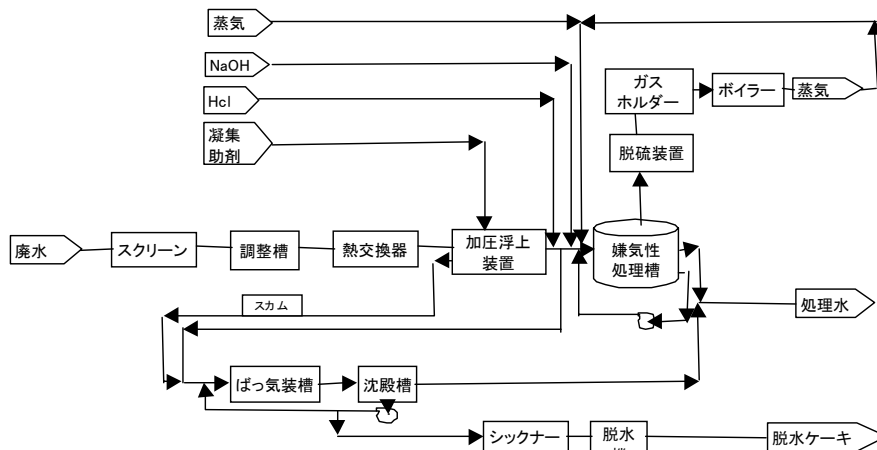 蒸気
NaOH
Hcl
凝集
助剤
ガス
ホルダー
ボイラー
蒸気
脱硫装置
廃水
スクリーン
調整槽
熱交換器
加圧浮上
装置
嫌気性
処理槽
スカム
処理水
ばっ気装槽
沈殿槽
シックナー
脱水
脱水ケーキ